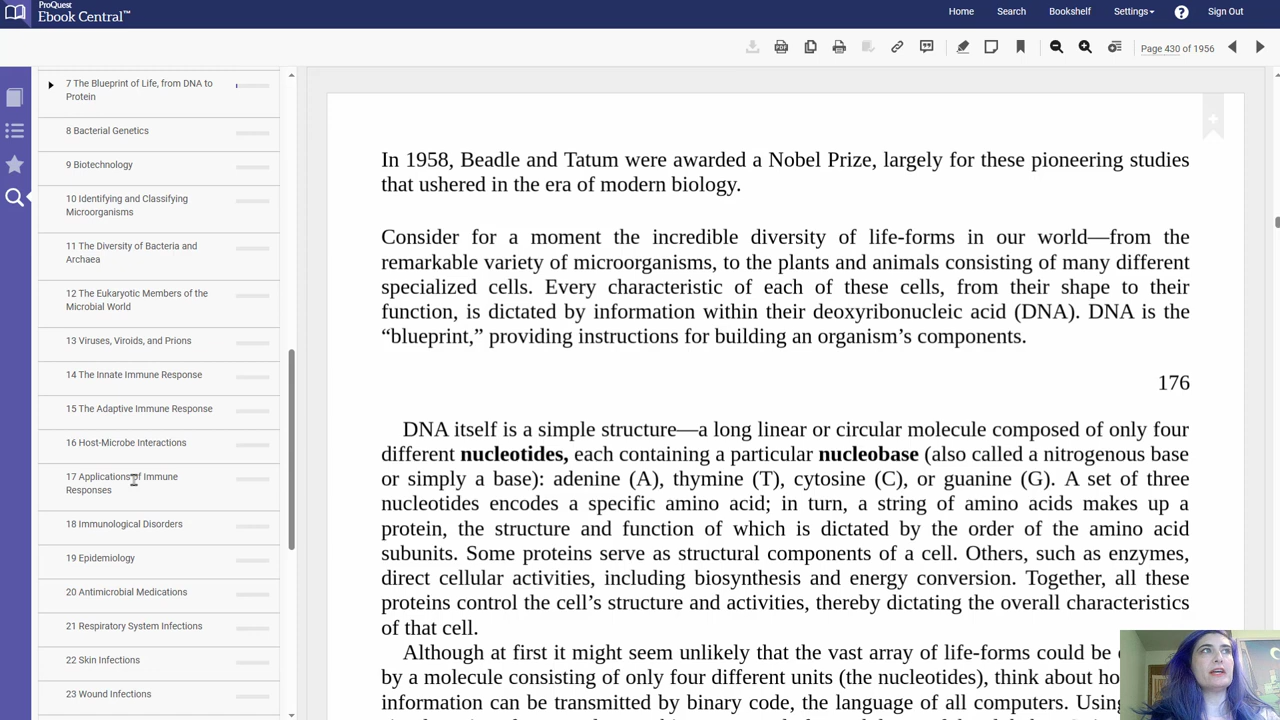 ProQuest
Ebook Central™
Home
Search
Bookshelf
Settings
?
Sign Out
PDF
Page 430 of 1956
7 The Blueprint of Life, from DNA to
Protein
8 Bacterial Genetics
9 Biotechnology
10 Identifying and Classifying
Microorganisms
11 The Diversity of Bacteria and
Archaea
12 The Eukaryotic Members of the
Microbial World
13 Viruses, Viroids, and Prions
14 The Innate Immune Response
15 The Adaptive Immune Response
16 Host-Microbe Interactions
17 Applications of Immune
Responses
18 Immunological Disorders
19 Epidemiology
20 Antimicrobial Medications
21 Respiratory System Infections
22 Skin Infections
23 Wound Infections
In 1958, Beadle and Tatum were awarded a Nobel Prize, largely for these pioneering studies
that ushered in the era of modern biology.
Consider for a moment the incredible diversity of life-forms in our world—from the
remarkable variety of microorganisms, to the plants and animals consisting of many different
specialized cells. Every characteristic of each of these cells, from their shape to their
function, is dictated by information within their deoxyribonucleic acid (DNA). DNA is the
“blueprint,” providing instructions for building an organism’s components.
176
DNA itself is a simple structure—a long linear or circular molecule composed of only four
different nucleotides, each containing a particular nucleobase (also called a nitrogenous base
or simply a base): adenine (A), thymine (T), cytosine (C), or guanine (G). A set of three
nucleotides encodes a specific amino acid; in turn, a string of amino acids makes up a
protein, the structure and function of which is dictated by the order of the amino acid
subunits. Some proteins serve as structural components of a cell. Others, such as enzymes,
direct cellular activities, including biosynthesis and energy conversion. Together, all these
proteins control the cell’s structure and activities, thereby dictating the overall characteristics
of that cell.
Although at first it might seem unlikely that the vast array of life-forms could be
by a molecule consisting of only four different units (the nucleotides), think about ho
information can be transmitted by binary code, the language of all computers. Using